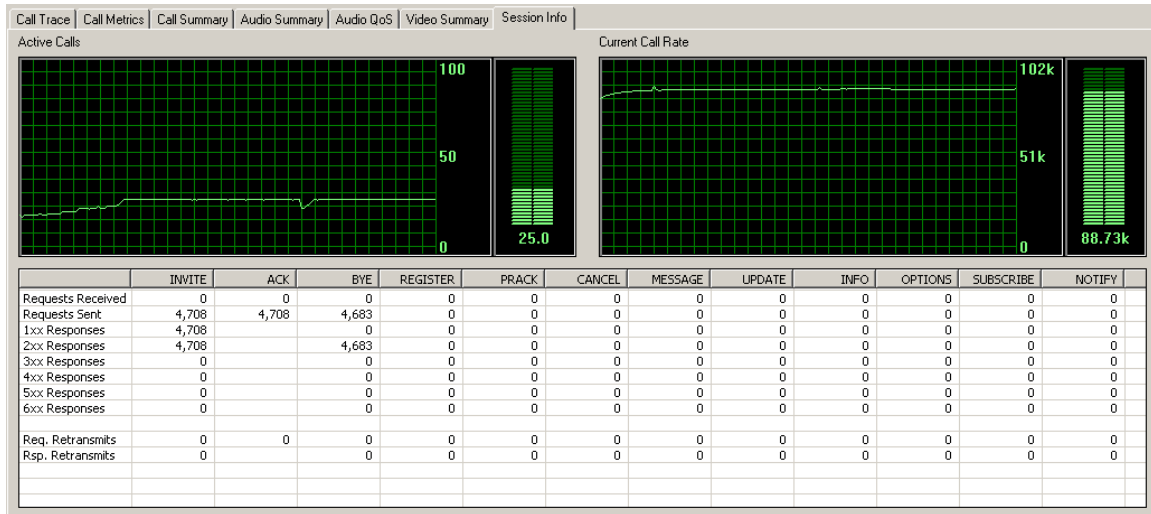 Call Trace Call Metrics Call Summary Audio Summary Audio QoS Video Summary Session Info
Active Calls Current Call Rate
100 102k
50 51k
25.0 88.73k
0 0
INVITE ACK BYE REGISTER PRACK CANCEL MESSAGE UPDATE INFO OPTIONS SUBSCRIBE NOTIFY
Requests Received 0 0 0 0 0 0 0 0 0 0 0 0
Requests Sent 4,708 4,708 4,683 0 0 0 0 0 0 0 0 0
1xx Responses 4,708 0 0 0 0 0 0 0 0 0 0
2xx Responses 4,708 4,683 0 0 0 0 0 0 0 0 0
3xx Responses 0 0 0 0 0 0 0 0 0 0 0
4xx Responses 0 0 0 0 0 0 0 0 0 0 0
5xx Responses 0 0 0 0 0 0 0 0 0 0 0
6xx Responses 0 0 0 0 0 0 0 0 0 0 0
Req. Retransmits 0 0 0 0 0 0 0 0 0 0 0 0
Rsp. Retransmits 0 0 0 0 0 0 0 0 0 0 0